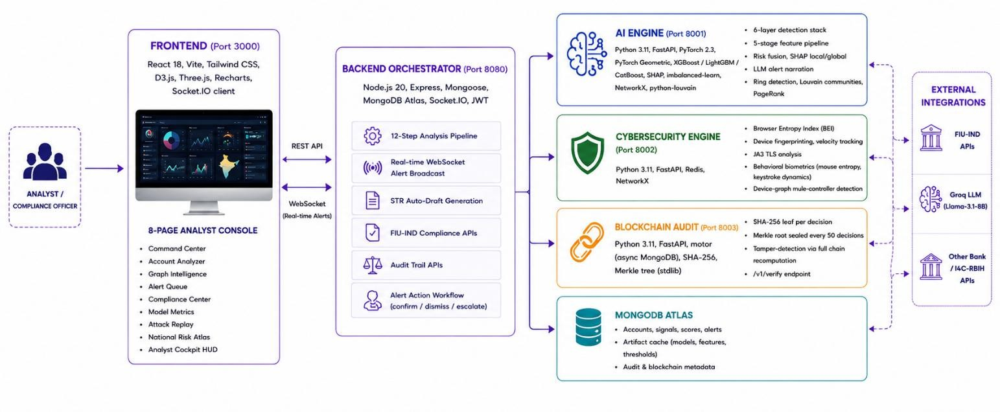 ANALYST /
COMPLIANCE OFFICER
FRONTEND (Port 3000)
React 18, Vite, Tailwind CSS,
D3.js, Three.js, Recharts,
Socket.IO client
8-PAGE ANALYST CONSOLE
• Command Center
• Account Analyzer
• Graph Intelligence
• Alert Queue
• Compliance Center
• Model Metrics
• Attack Replay
• National Risk Atlas
• Analyst Cockpit HUD
REST API
WebSocket
(Real-time Alerts)
BACKEND ORCHESTRATOR (Port 8080)
Node.js 20, Express, Mongoose,
MongoDB Atlas, Socket.IO, JWT
12-Step Analysis Pipeline
Real-time WebSocket
Alert Broadcast
STR Auto-Draft Generation
FIU-IND Compliance APIs
Audit Trail APIs
Alert Action Workflow
(confirm / dismiss / escalate)
AI ENGINE (Port 8001)
Python 3.11, FastAPI, PyTorch 2.3,
PyTorch Geometric, XGBoost / LightGBM /
CatBoost, SHAP, imbalanced-learn,
NetworkX, python-louvain
• 6-layer detection stack
• 5-stage feature pipeline
• Risk fusion, SHAP local/global
• LLM alert narration
• Ring detection, Louvain communities,
PageRank
CYBERSECURITY ENGINE
(Port 8002)
Python 3.11, FastAPI, Redis,
NetworkX
• Browser Entropy Index (BEI)
• Device fingerprinting, velocity tracking
• JA3 TLS analysis
• Behavioral biometrics (mouse entropy,
keystroke dynamics)
• Device-graph mule-controller detection
BLOCKCHAIN AUDIT (Port 8003)
Python 3.11, FastAPI, motor
(async MongoDB), SHA-256,
Merkle tree (stdlib)
• SHA-256 leaf per decision
• Merkle root sealed every 50 decisions
• Tamper-detection via full chain
recomputation
• /v1/verify endpoint
MONGODB ATLAS
• Accounts, signals, scores, alerts
• Artifact cache (models, features,
thresholds)
• Audit & blockchain metadata
EXTERNAL
INTEGRATIONS
FIU-IND
APIs
Groq LLM
(Llama-3.1-8B)
Other Bank
/ I4C-RBIH
APIs